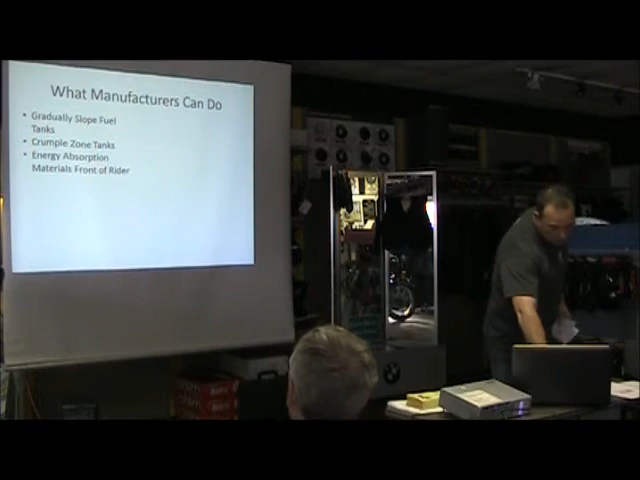 What Manufacturers Can Do
• Gradually Slope Fuel
Tanks
• Crumple Zone Tanks
• Energy Absorption
Materials Front of Rider